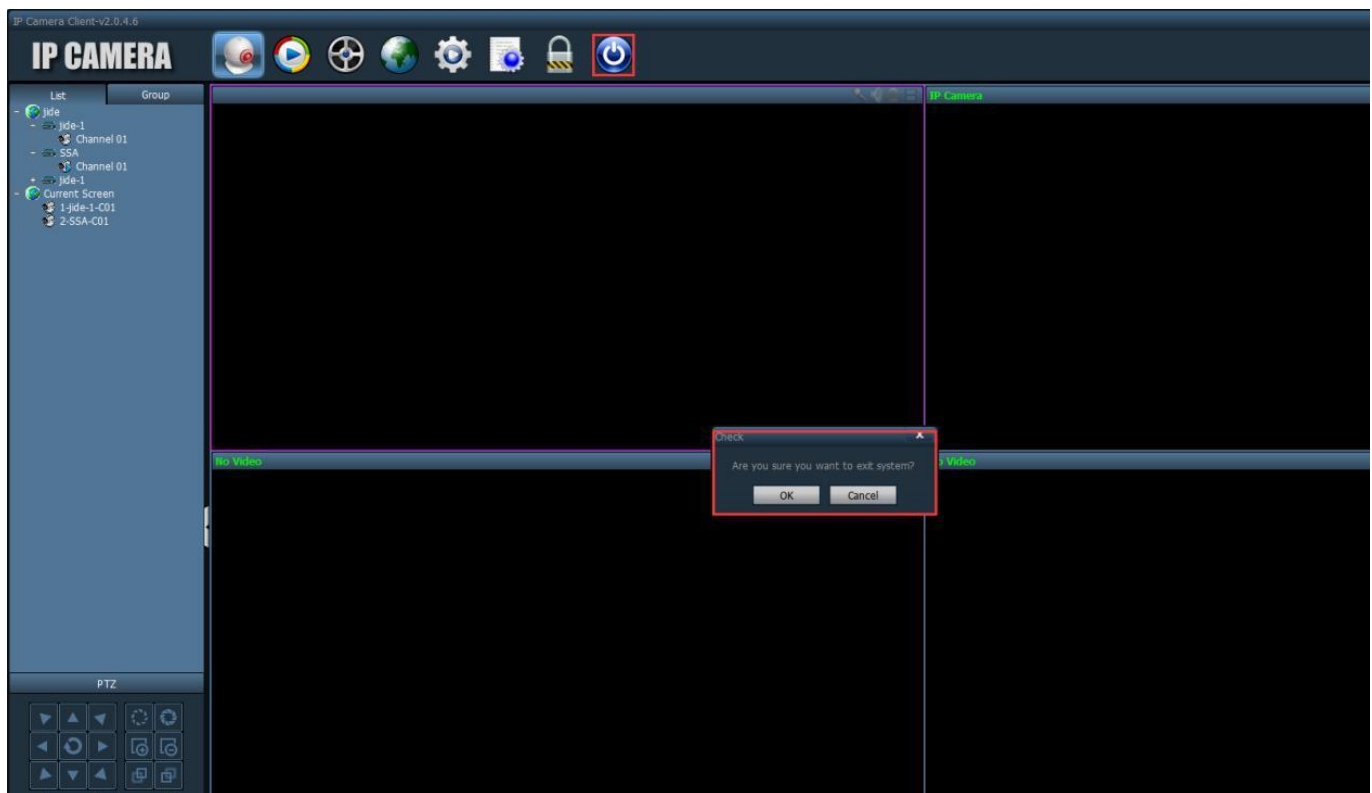 IP Camera Client-v2.0.4.6
IP CAMERA
List Group
jide
jide-1
Channel 01
SSA
Channel 01
jide-1
Current Screen
1-jide-1-C01
2-SSA-C01
IP Camera
No Video
Video
Check
Are you sure you want to exit system?
OK Cancel
PTZ